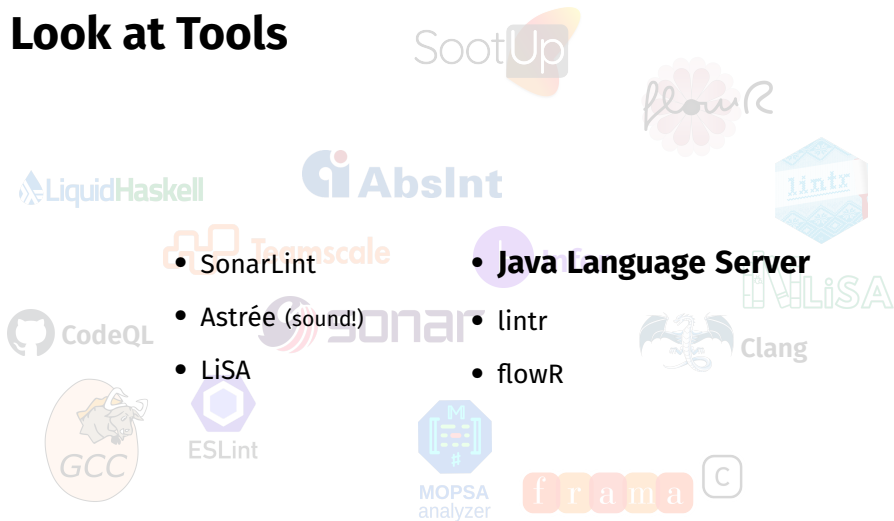 Look at Tools
SootUp
flowR
LiquidHaskell
AbsInt
lintr
Teamscale
• SonarLint
• Java Language Server
LiSA
• Astrée (sound!)
sonar
• lintr
CodeQL
Clang
• LiSA
• flowR
GCC
ESLint
M
MOPSA
analyzer
frama
C